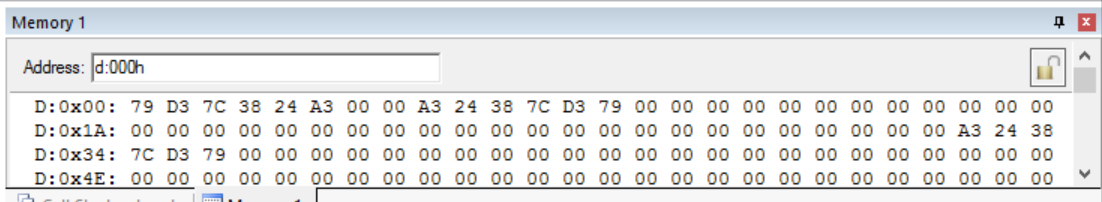 Memory 1
Address: d:000h
D:0x00: 79 D3 7C 38 24 A3 00 00 A3 24 38 7C D3 79 00 00 00 00 00 00 00 00 00 00 00 00
D:0x1A: 00 00 00 00 00 00 00 00 00 00 00 00 00 00 00 00 00 00 00 00 00 00 00 A3 24 38
D:0x34: 7C D3 79 00 00 00 00 00 00 00 00 00 00 00 00 00 00 00 00 00 00 00 00 00 00 00
D:0x4E: 00 00 00 00 00 00 00 00 00 00 00 00 00 00 00 00 00 00 00 00 00 00 00 00 00 00